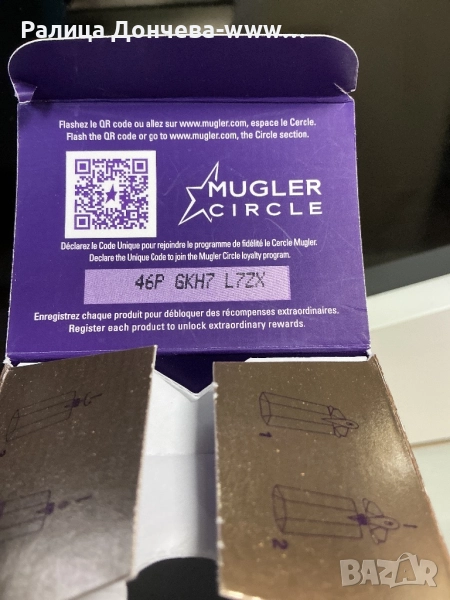 Ралица Дончева-www...
Flashez le QR code ou allez sur www.mugler.com, espace le Cercle.
Flash the QR code or go to www.mugler.com, the Circle section.
MUGLER
CIRCLE
Déclarez le Code Unique pour rejoindre le programme de fidélité le Cercle Mugler.
Declare the Unique Code to join the Mugler Circle loyalty program.
46P GKH7 L7ZX
Enregistrez chaque produit pour débloquer des récompenses extraordinaires.
Register each product to unlock extraordinary rewards.
1
2
BAZAR